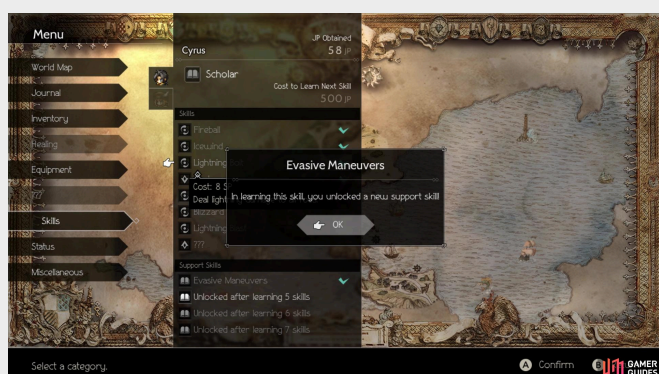 Menu
World Map
Journal
Inventory
Healing
Equipment
???
Skills
Status
Miscellaneous
JP Obtained
Cyrus 58 JP
Scholar
Cost to Learn Next Skill
500 JP
Skills
Fireball
Icewind
Lightning
Cost: 8 S
Deal light
Blizzard
Lightning
???
Support Skills
Evasive Maneuvers
Unlocked after learning 5 skills
Unlocked after learning 6 skills
Unlocked after learning 7 skills
Evasive Maneuvers
In learning this skill, you unlocked a new support skill
OK
Select a category.
A Confirm
B
GAMER
GUIDES